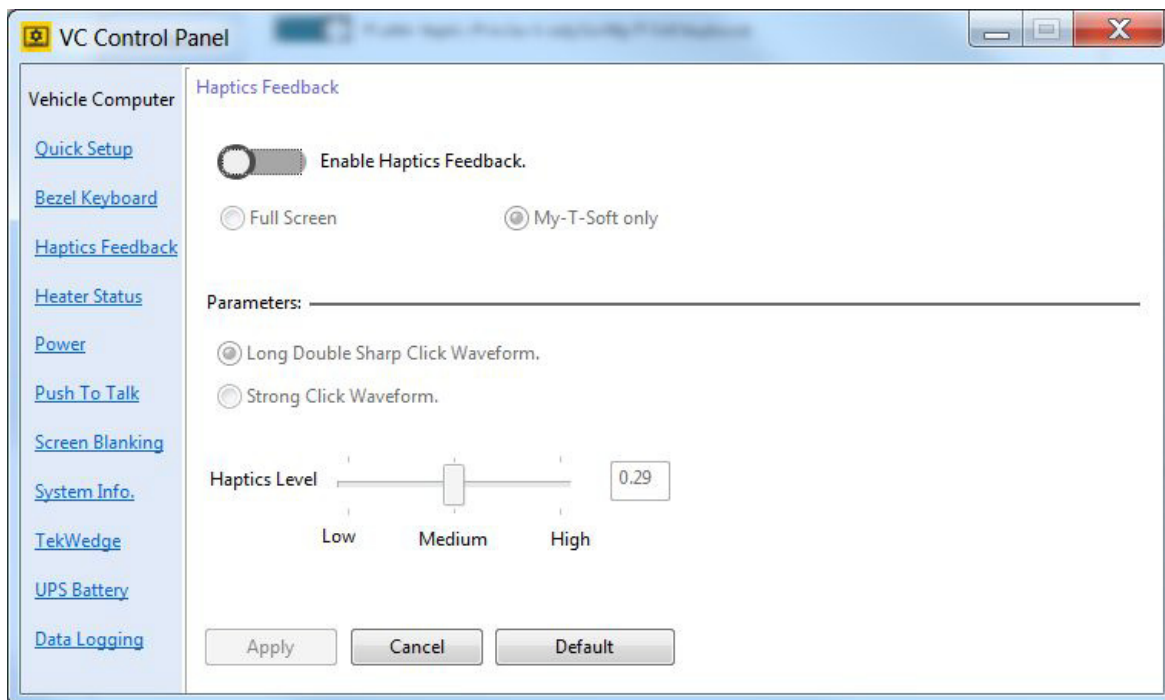 VC Control Panel
Vehicle Computer
Quick Setup
Bezel Keyboard
Haptics Feedback
Heater Status
Power
Push To Talk
Screen Blanking
System Info.
TekWedge
UPS Battery
Data Logging
Haptics Feedback
Enable Haptics Feedback.
Full Screen My-T-Soft only
Parameters:
Long Double Sharp Click Waveform.
Strong Click Waveform.
Haptics Level 0.29
Low Medium High
Apply Cancel Default